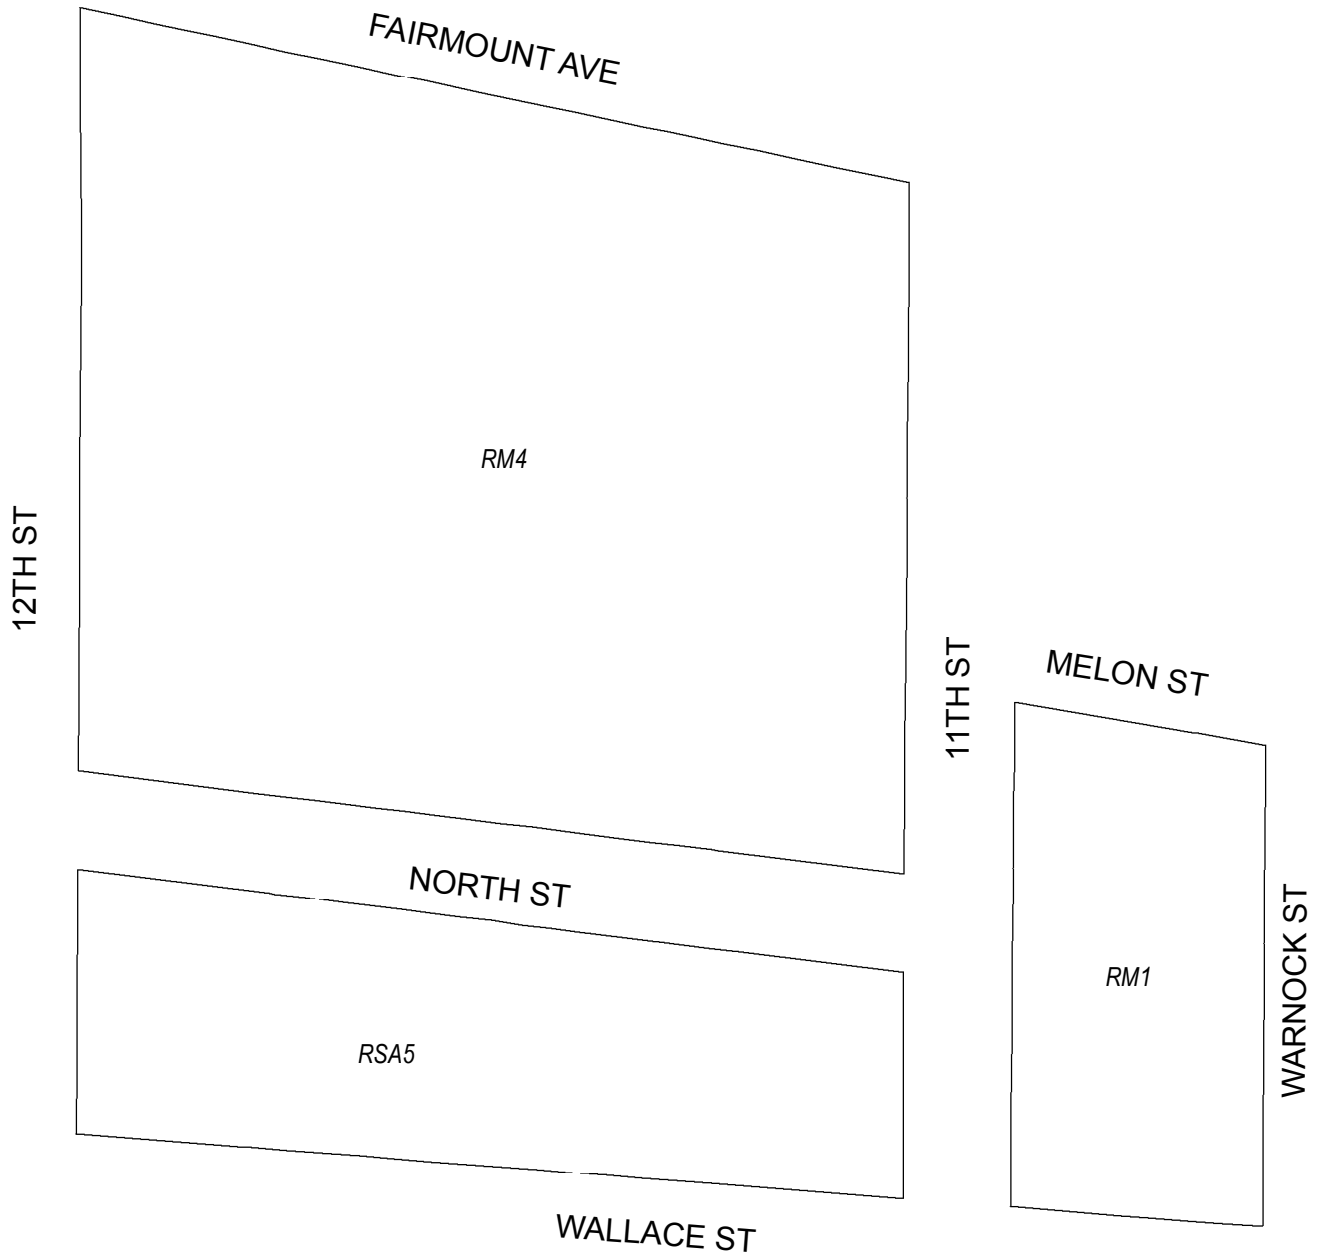 FAIRMOUNT AVE
RM4
12TH ST
11TH ST
MELON ST
NORTH ST
RM1
WARNOCK ST
RSA5
WALLACE ST